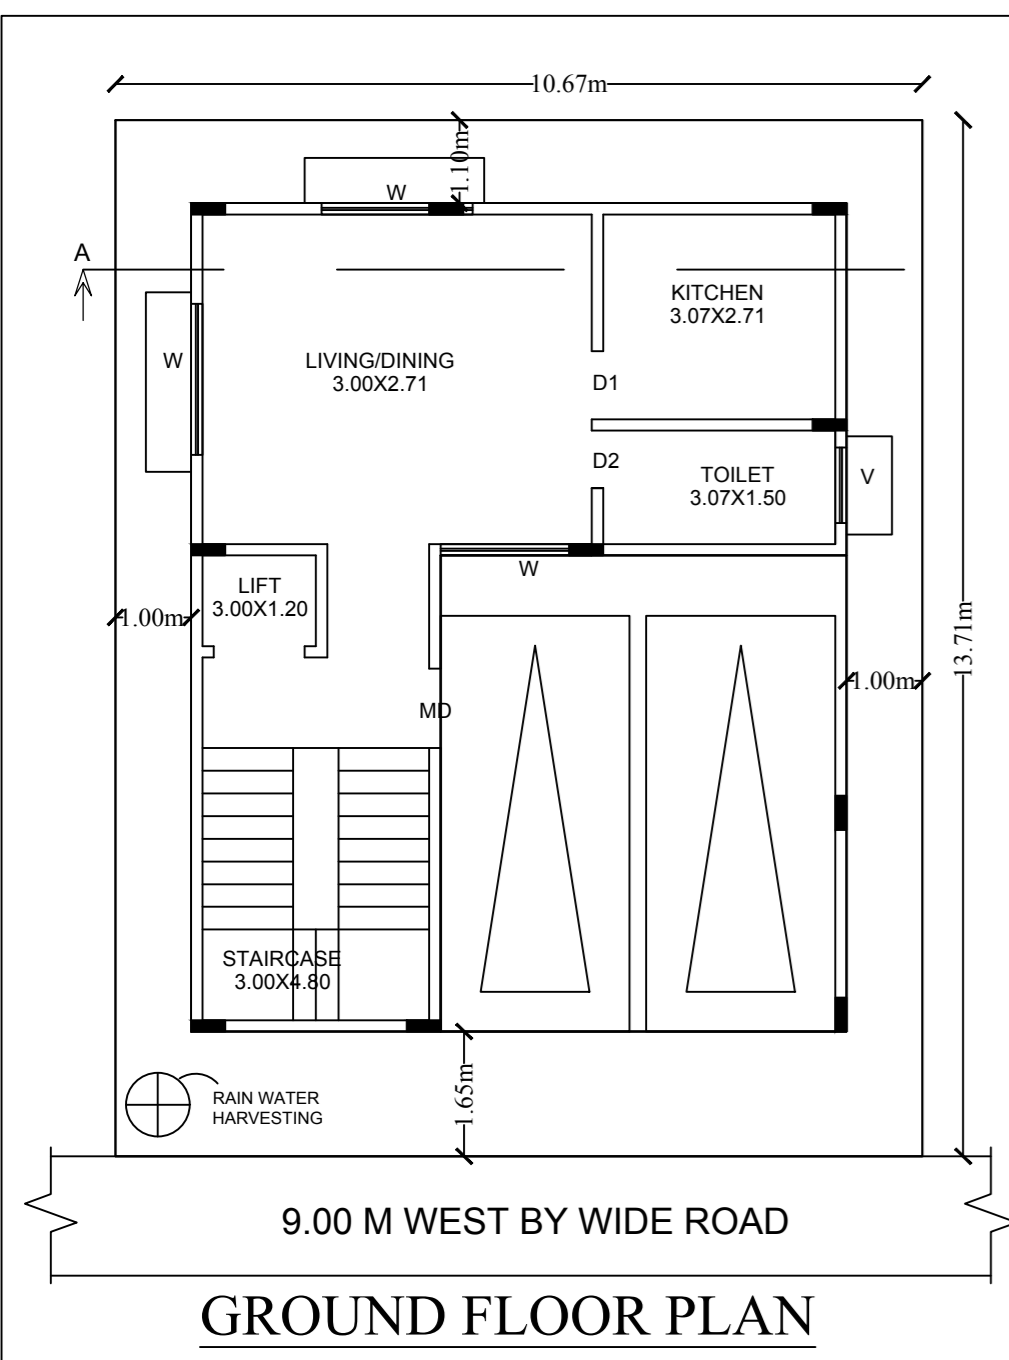 10.67m
1.10m
W
A
KITCHEN
3.07X2.71
W
LIVING/DINING
3.00X2.71
D1
D2
TOILET
3.07X1.50
V
W
LIFT
3.00X1.20
1.00m
13.71m
1.00m
MD
STAIRCASE
3.00X4.80
1.65m
RAIN WATER
HARVESTING
9.00 M WEST BY WIDE ROAD
GROUND FLOOR PLAN